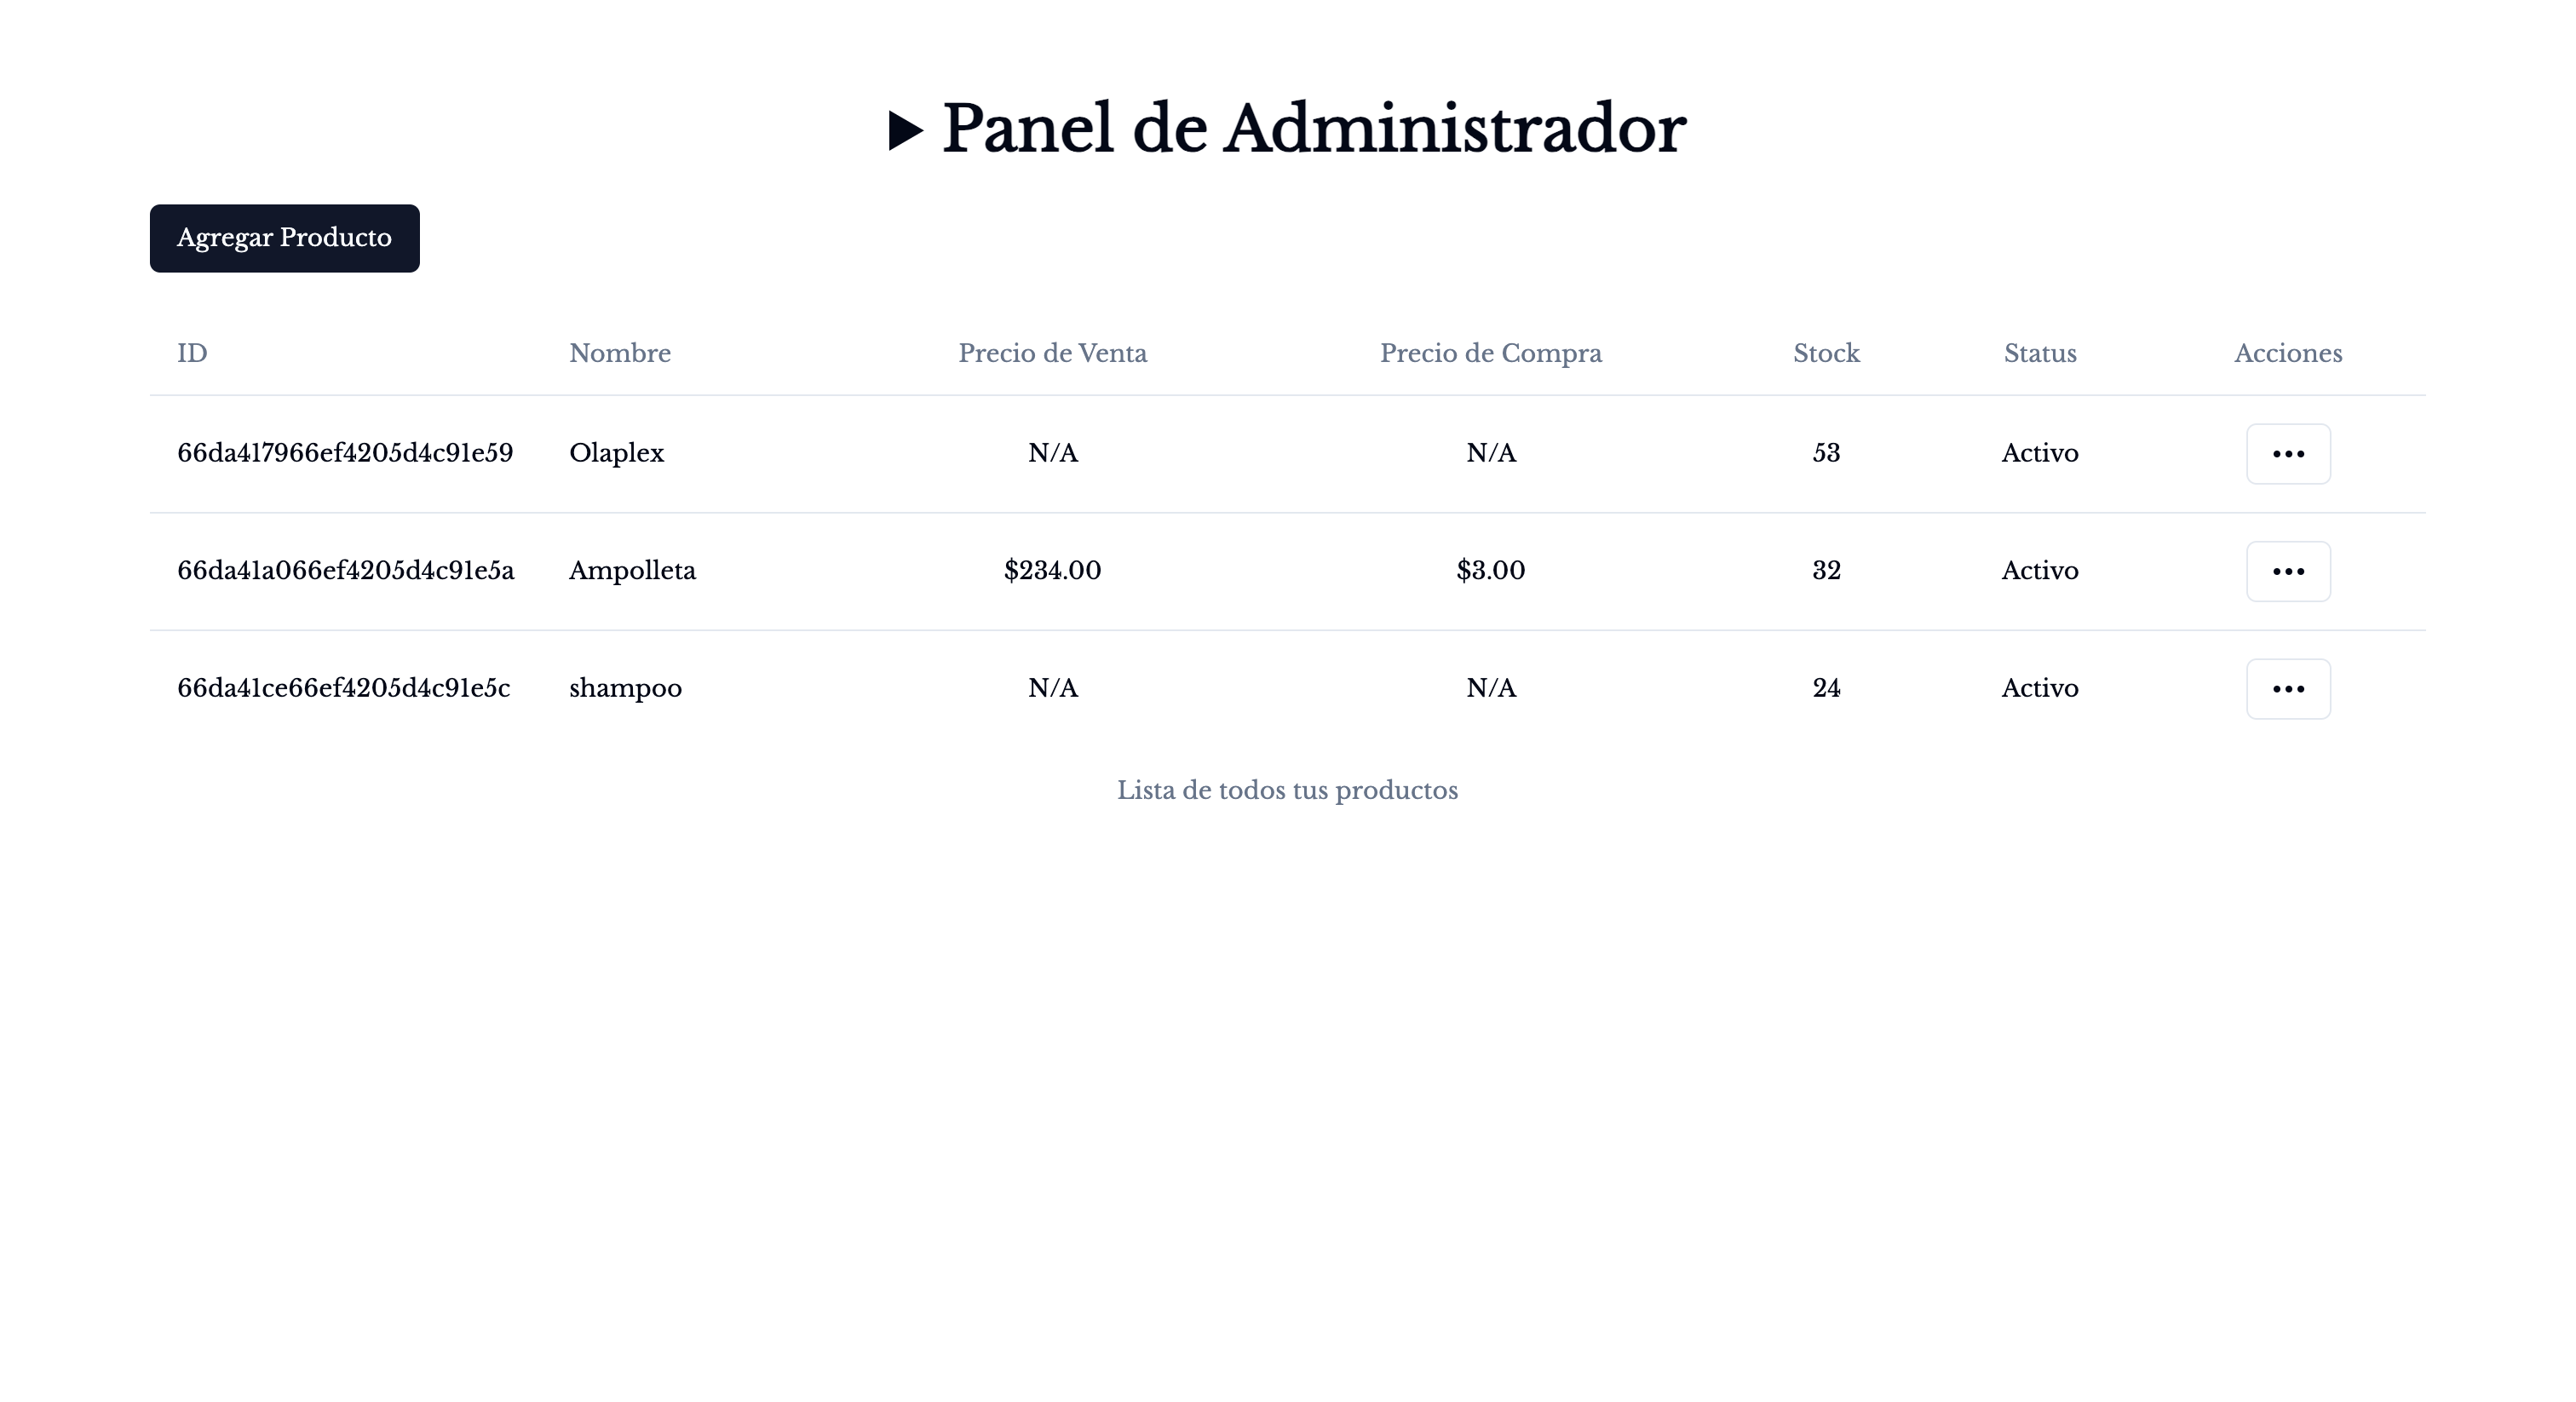 Panel de Administrador
Agregar Producto
ID Nombre Precio de Venta Precio de Compra Stock Status Acciones
66da417966ef4205d4c91e59 Olaplex N/A N/A 53 Activo
66da41a066ef4205d4c91e5a Ampolleta $234.00 $3.00 32 Activo
66da41ce66ef4205d4c91e5c shampoo N/A N/A 24 Activo
Lista de todos tus productos